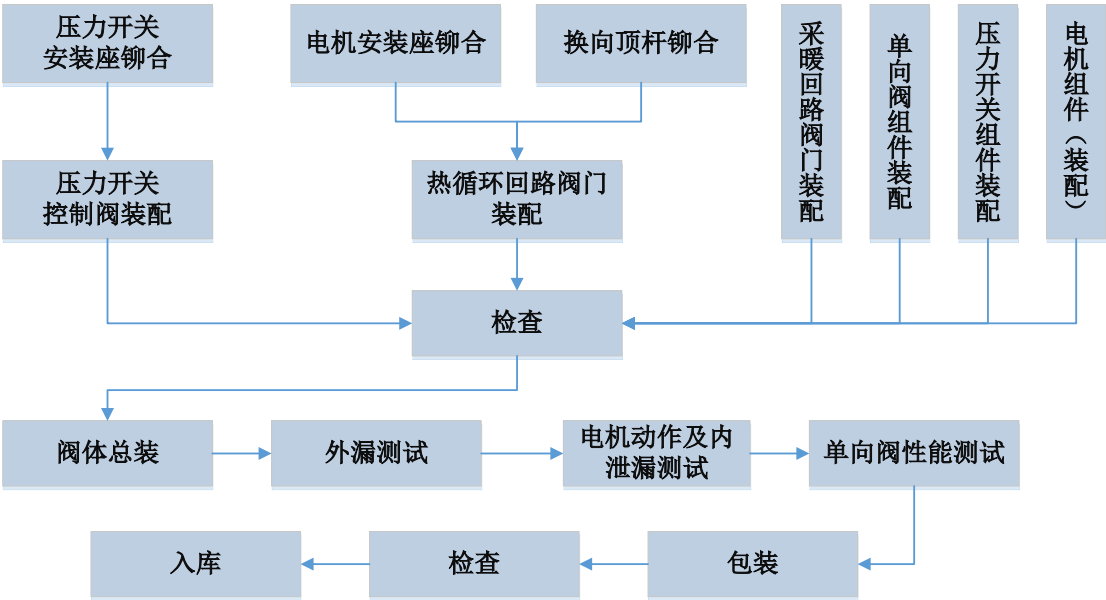 压力开关
安装座铆合
电机安装座铆合
换向顶杆铆合
采暖回路阀门装配
单向阀组件装配
压力开关组件装配
电机组件（装配）
压力开关
控制阀装配
热循环回路阀门
装配
检查
阀体总装
外漏测试
电机动作及内
泄漏测试
单向阀性能测试
入库
检查
包装